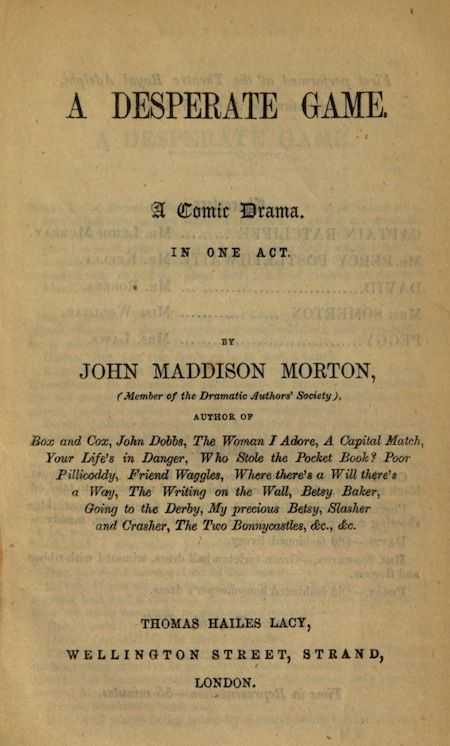 A DESPERATE GAME.
A Comic Drama.
IN ONE ACT.
BY
JOHN MADDISON MORTON,
(Member of the Dramatic Authors' Society),
AUTHOR OF
Box and Cox, John Dobbs, The Woman I Adore, A Capital Match,
Your Life's in Danger, Who Stole the Pocket Book? Poor
Pillicoddy, Friend Waggles, Where there's a Will there's
a Way, The Writing on the Wall, Betsy Baker,
Going to the Derby, My precious Betsy, Slasher
and Crasher, The Two Bonnycastles, &c., &c.
THOMAS HAILES LACY,
WELLINGTON STREET, STRAND,
LONDON.